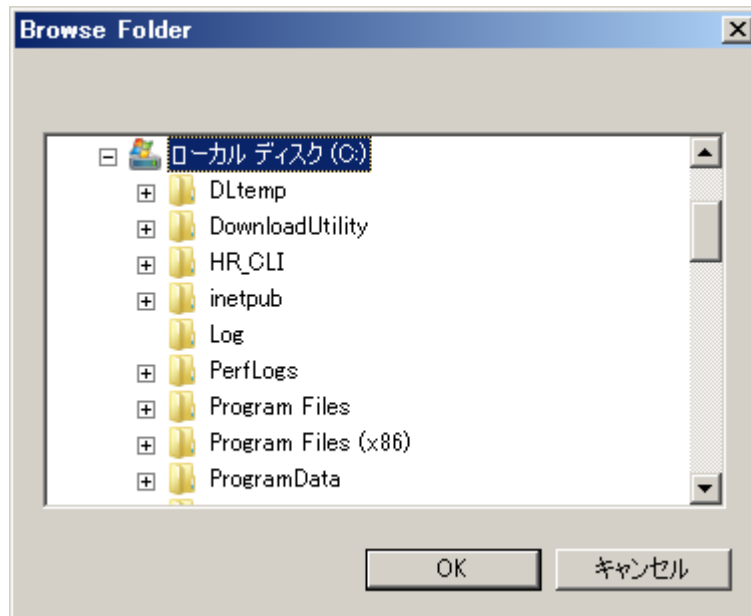 Browse Folder
ローカル ディスク (C:)
DLtemp
DownloadUtility
HR_CLI
inetpub
Log
PerfLogs
Program Files
Program Files (x86)
ProgramData
OK キャンセル